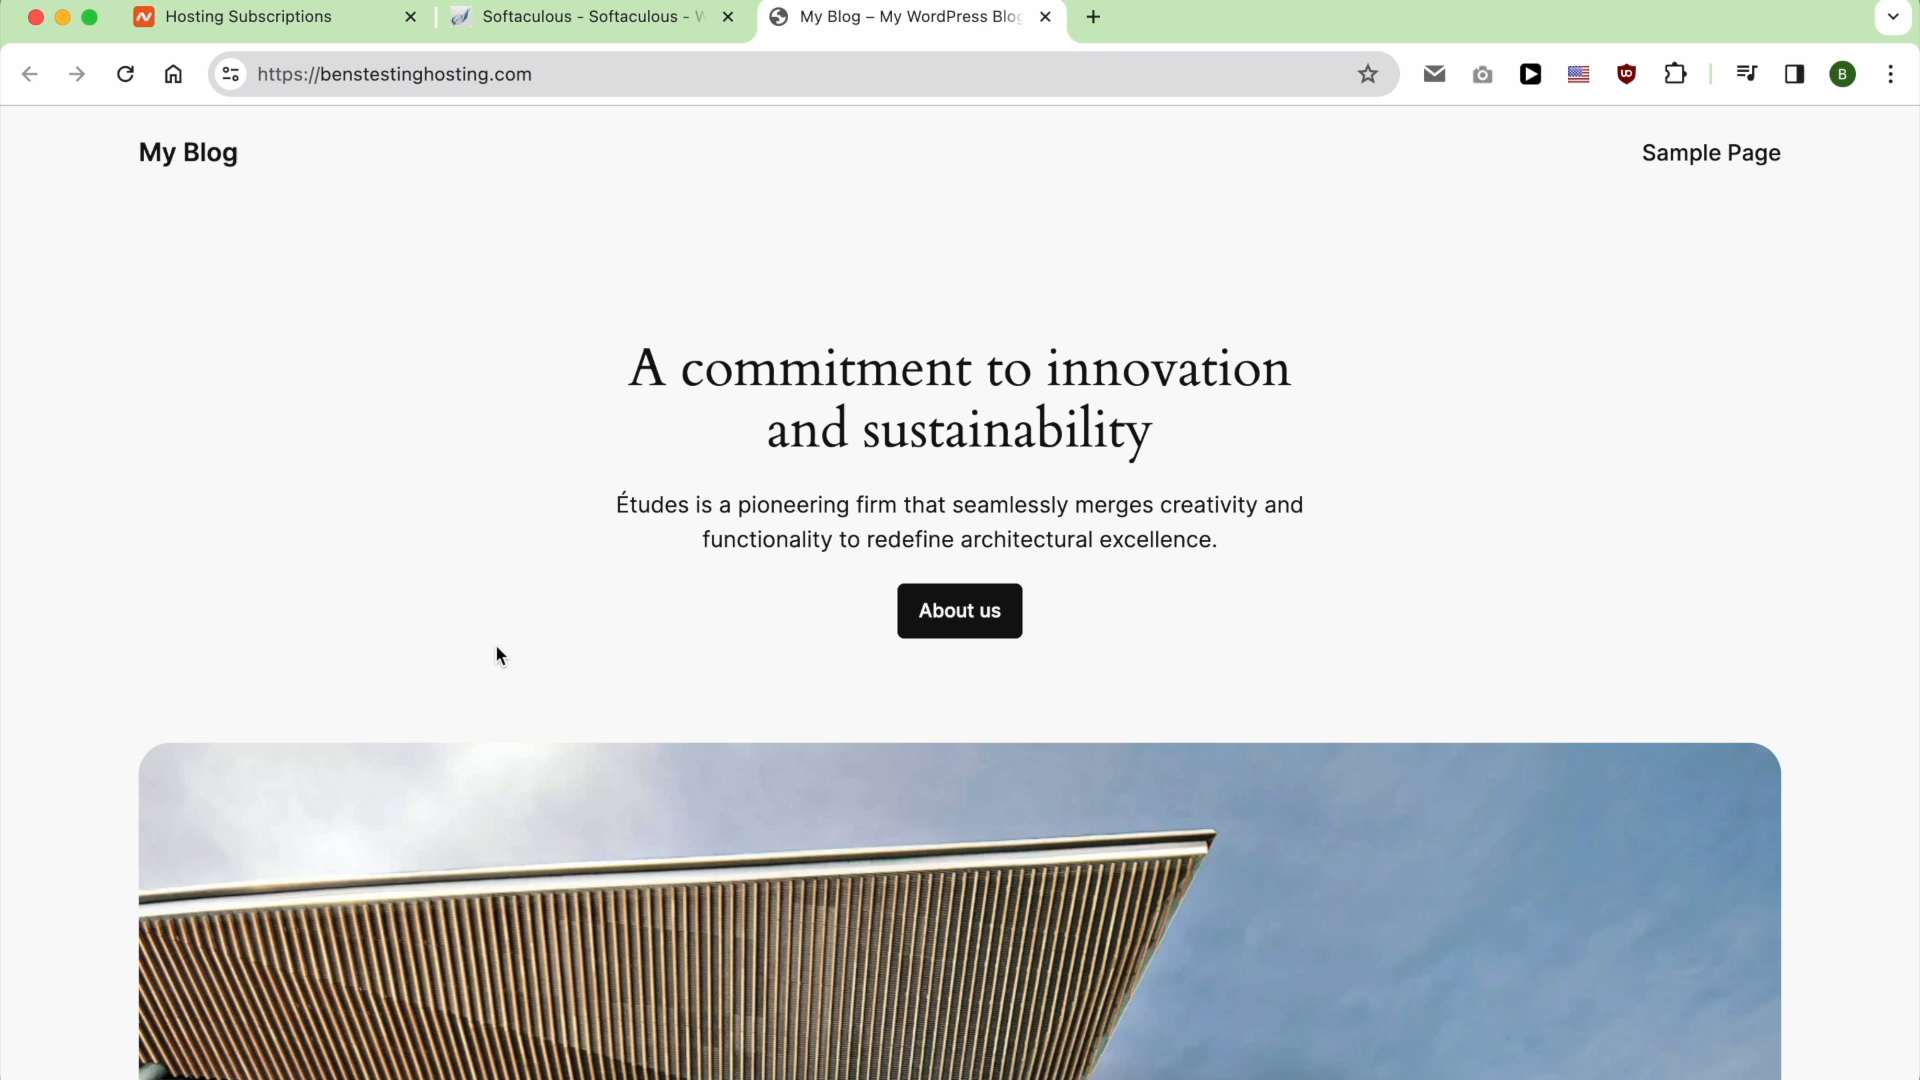 Hosting Subscriptions
Softaculous - Softaculous -
My Blog – My WordPress Blog
https://benstestinghosting.com
B
My Blog
Sample Page
A commitment to innovation
and sustainability
Études is a pioneering firm that seamlessly merges creativity and
functionality to redefine architectural excellence.
About us